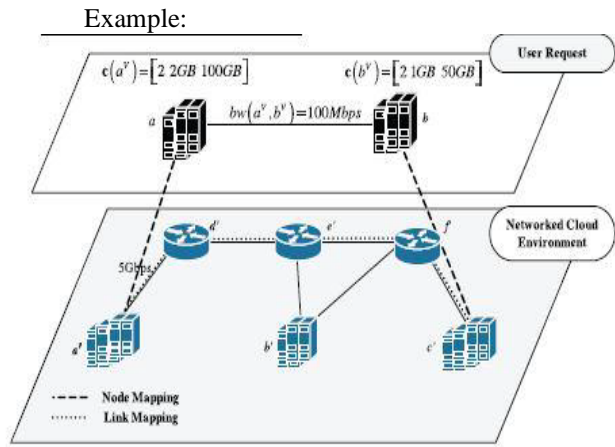 Example:
User Request
c(a^v)=[2 2GB 100GB]
c(b^v)=[2 1GB 50GB]
a
bw(a^v,b^v)=100Mbps
b
Networked Cloud
Environment
d'
e'
f'
5Gbps
a'
b'
c'
Node Mapping
Link Mapping